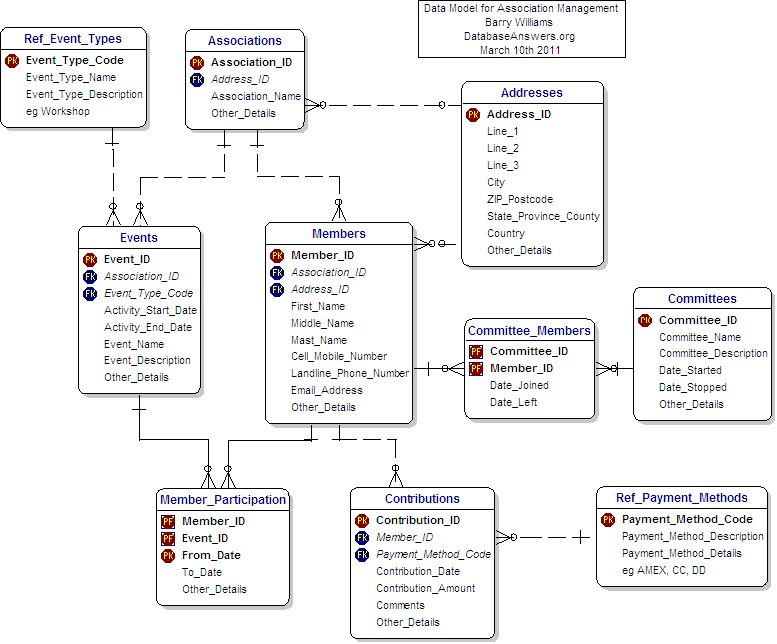 Data Model for Association Management
Barry Williams
DatabaseAnswers.org
March 10th 2011
Ref_Event_Types
PK Event_Type_Code
Event_Type_Name
Event_Type_Description
eg Workshop
Associations
PK Association_ID
FK Address_ID
Association_Name
Other_Details
Addresses
PK Address_ID
Line_1
Line_2
Line_3
City
ZIP_Postcode
State_Province_County
Country
Other_Details
Events
PK Event_ID
FK Association_ID
FK Event_Type_Code
Activity_Start_Date
Activity_End_Date
Event_Name
Event_Description
Other_Details
Members
PK Member_ID
FK Association_ID
FK Address_ID
First_Name
Middle_Name
Mast_Name
Cell_Mobile_Number
Landline_Phone_Number
Email_Address
Other_Details
Committee_Members
PF Committee_ID
PF Member_ID
Date_Joined
Date_Left
Committees
PK Committee_ID
Committee_Name
Committee_Description
Date_Started
Date_Stopped
Other_Details
Member_Participation
PF Member_ID
PF Event_ID
PK From_Date
To_Date
Other_Details
Contributions
PK Contribution_ID
FK Member_ID
FK Payment_Method_Code
Contribution_Date
Contribution_Amount
Comments
Other_Details
Ref_Payment_Methods
PK Payment_Method_Code
Payment_Method_Description
Payment_Method_Details
eg AMEX, CC, DD